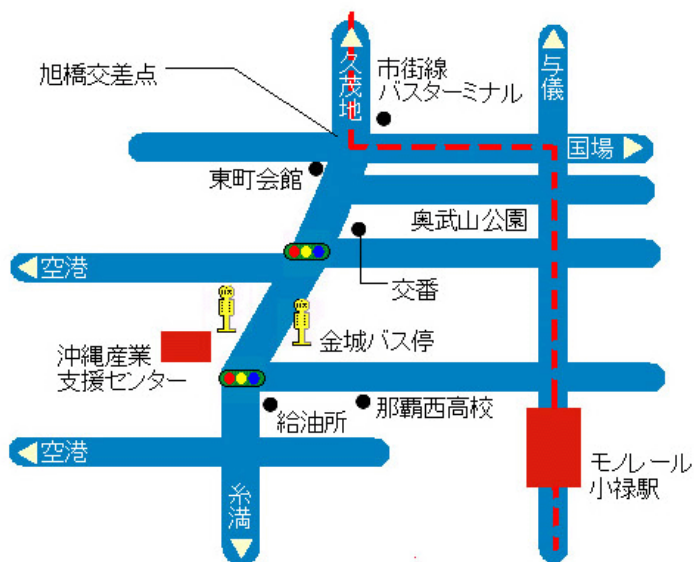 久茂地
市街線
バスターミナル
与儀
旭橋交差点
国場
東町会館
奥武山公園
空港
交番
金城バス停
沖縄産業
支援センター
那覇西高校
給油所
空港
モノレール
小禄駅
糸満